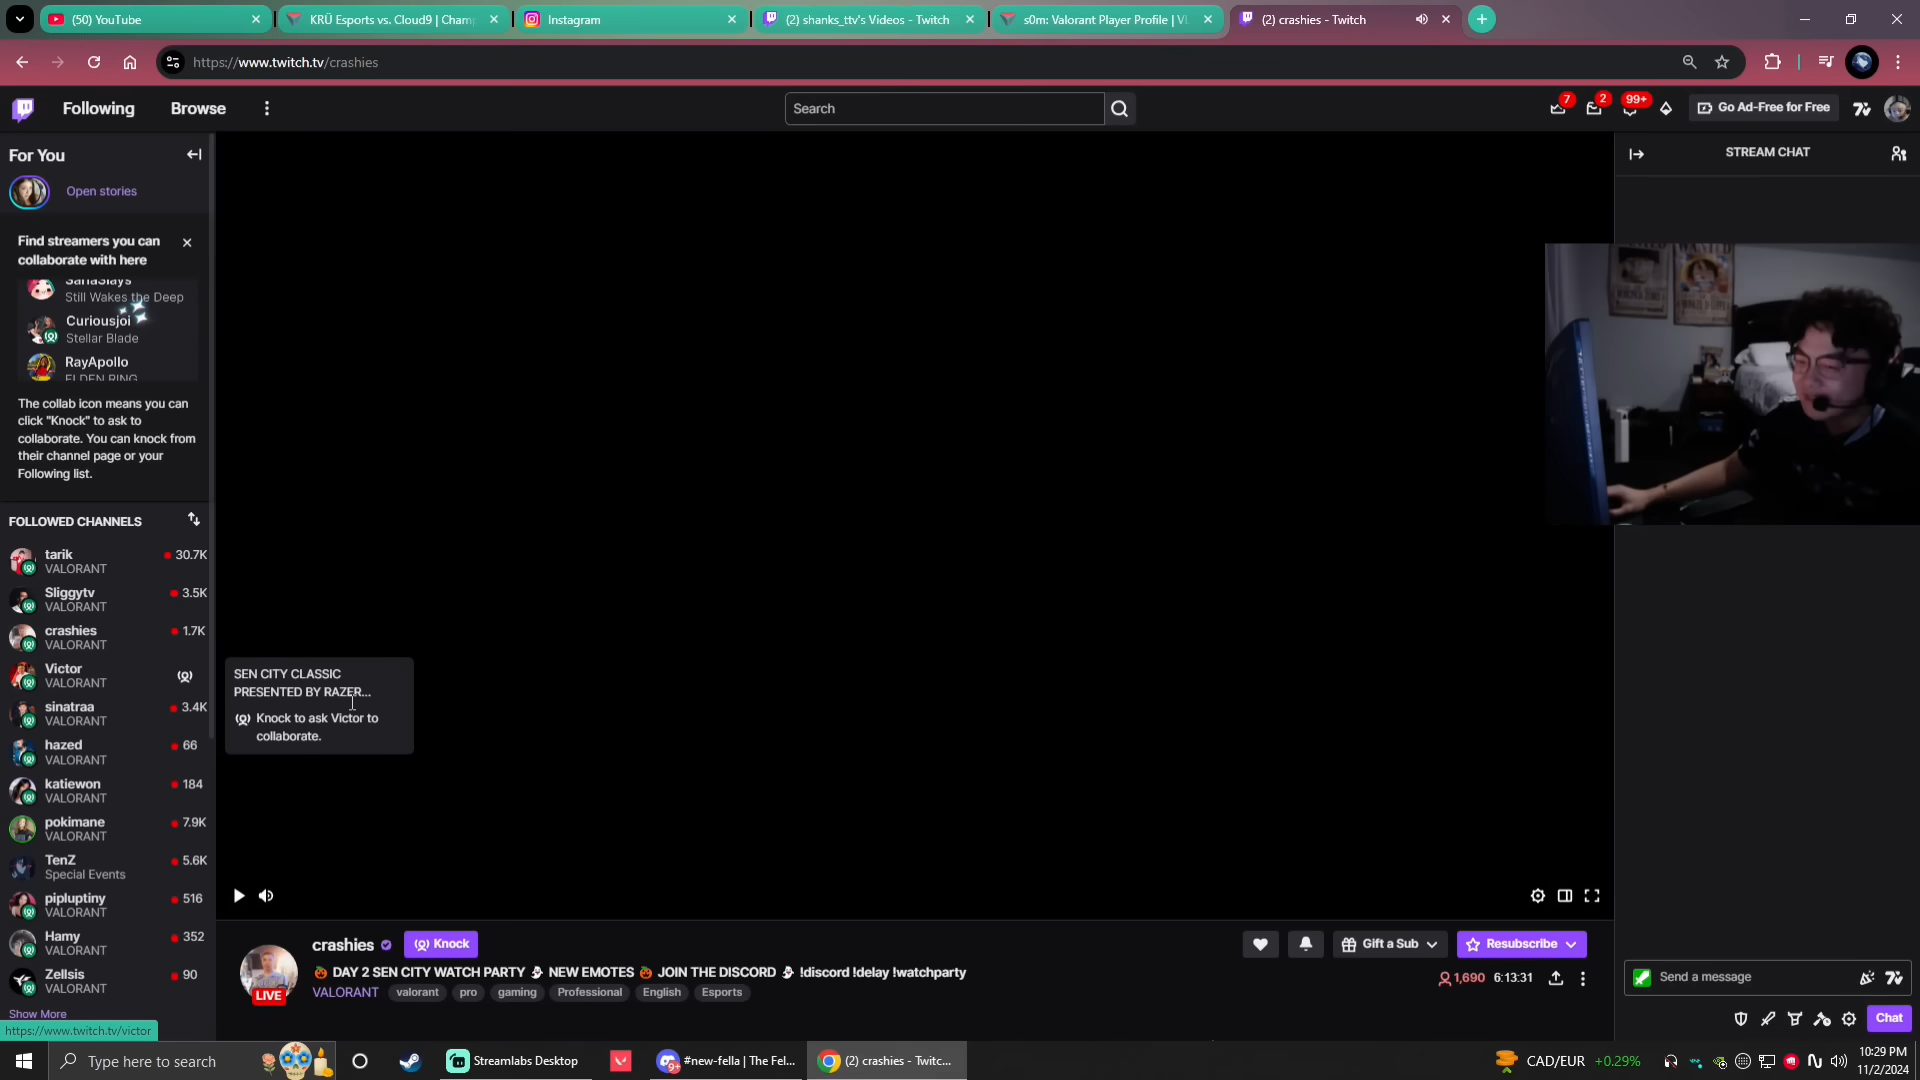 (50) YouTube
KRÜ Esports vs. Cloud9 | Cham
Instagram
(2) shanks_ttv's Videos - Twitch
s0m: Valorant Player Profile | VL
(2) crashies - Twitch
https://www.twitch.tv/crashies
Following
Browse
Search
7
2
99+
Go Ad-Free for Free
For You
Open stories
Find streamers you can
collaborate with here
SariaSlays
Still Wakes the Deep
Curiousjoi
Stellar Blade
RayApollo
ELDEN RING
The collab icon means you can
click "Knock" to ask to
collaborate. You can knock from
their channel page or your
Following list.
FOLLOWED CHANNELS
tarik 30.7K
VALORANT
Sliggytv 3.5K
VALORANT
crashies 1.7K
VALORANT
Victor
VALORANT
sinatraa 3.4K
VALORANT
hazed 66
VALORANT
katiewon 184
VALORANT
pokimane 7.9K
VALORANT
TenZ 5.6K
Special Events
pipluptiny 516
VALORANT
Hamy 352
VALORANT
Zellsis 90
VALORANT
Show More
https://www.twitch.tv/victor
SEN CITY CLASSIC
PRESENTED BY RAZER...
Knock to ask Victor to
collaborate.
STREAM CHAT
crashies
Knock
LIVE
🎃 DAY 2 SEN CITY WATCH PARTY 👻 NEW EMOTES 🎃 JOIN THE DISCORD 👻 !discord !delay !watchparty
VALORANT valorant pro gaming Professional English Esports
Gift a Sub
Resubscribe
1,690 6:13:31
Send a message
Chat
Type here to search
Streamlabs Desktop
#new-fella | The Fel...
9+
(2) crashies - Twitc...
CAD/EUR +0.29%
10:29 PM
11/2/2024